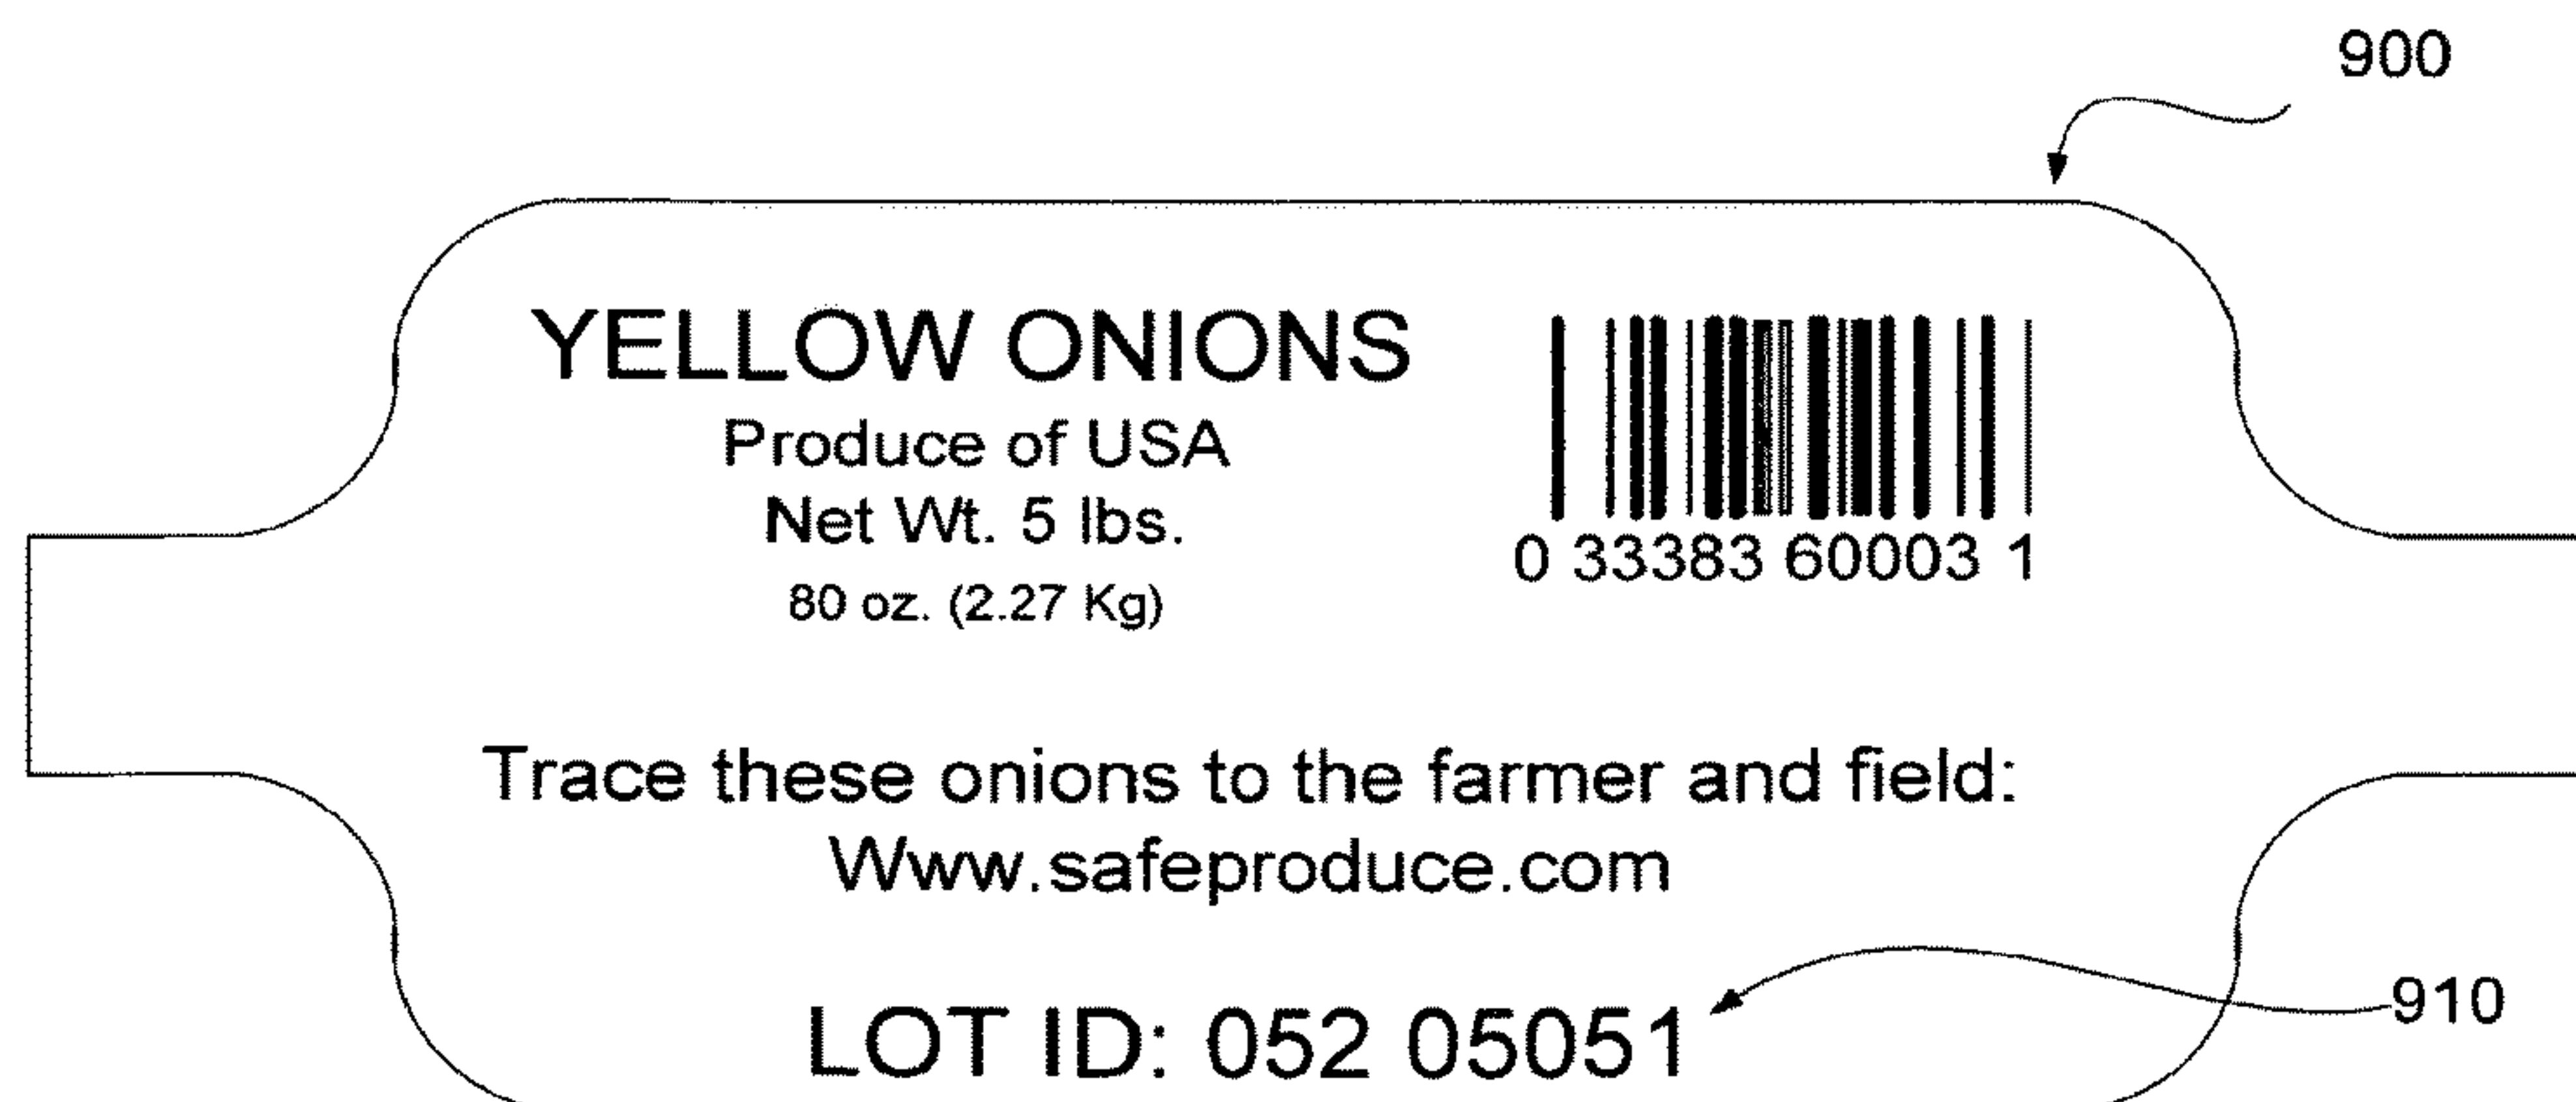 900
YELLOW ONIONS
Produce of USA
Net Wt. 5 lbs.
80 oz. (2.27 Kg)
0 33383 60003 1
Trace these onions to the farmer and field:
Www.safeproduce.com
LOT ID: 052 05051
910